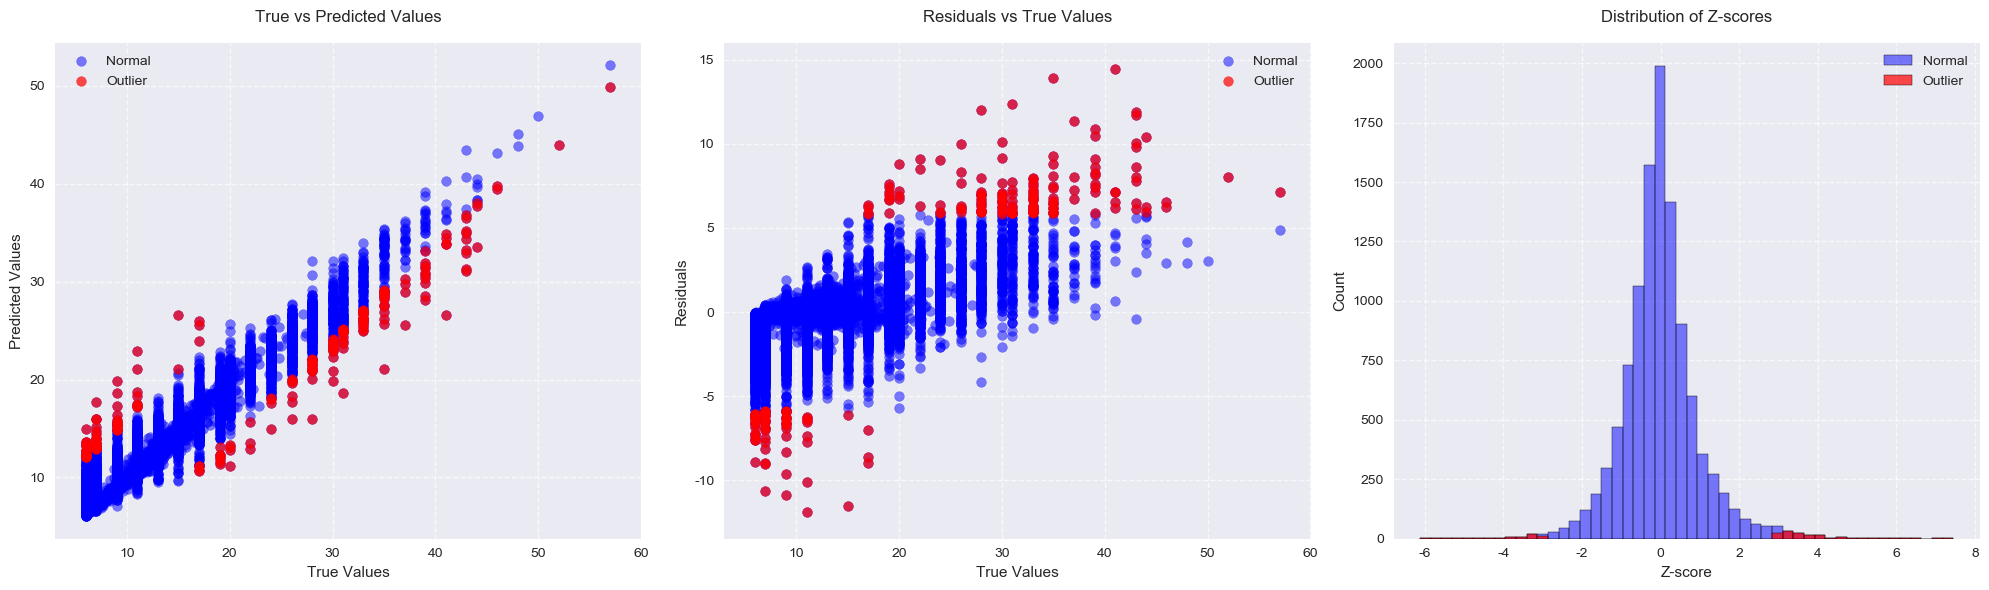 True vs Predicted Values
Normal
Outlier
50
40
30
20
10
Predicted Values
10 20 30 40 50 60
True Values
Residuals vs True Values
Normal
Outlier
15
10
5
0
-5
-10
Residuals
10 20 30 40 50 60
True Values
Distribution of Z-scores
Normal
Outlier
2000
1750
1500
1250
1000
750
500
250
0
Count
-6 -4 -2 0 2 4 6 8
Z-score